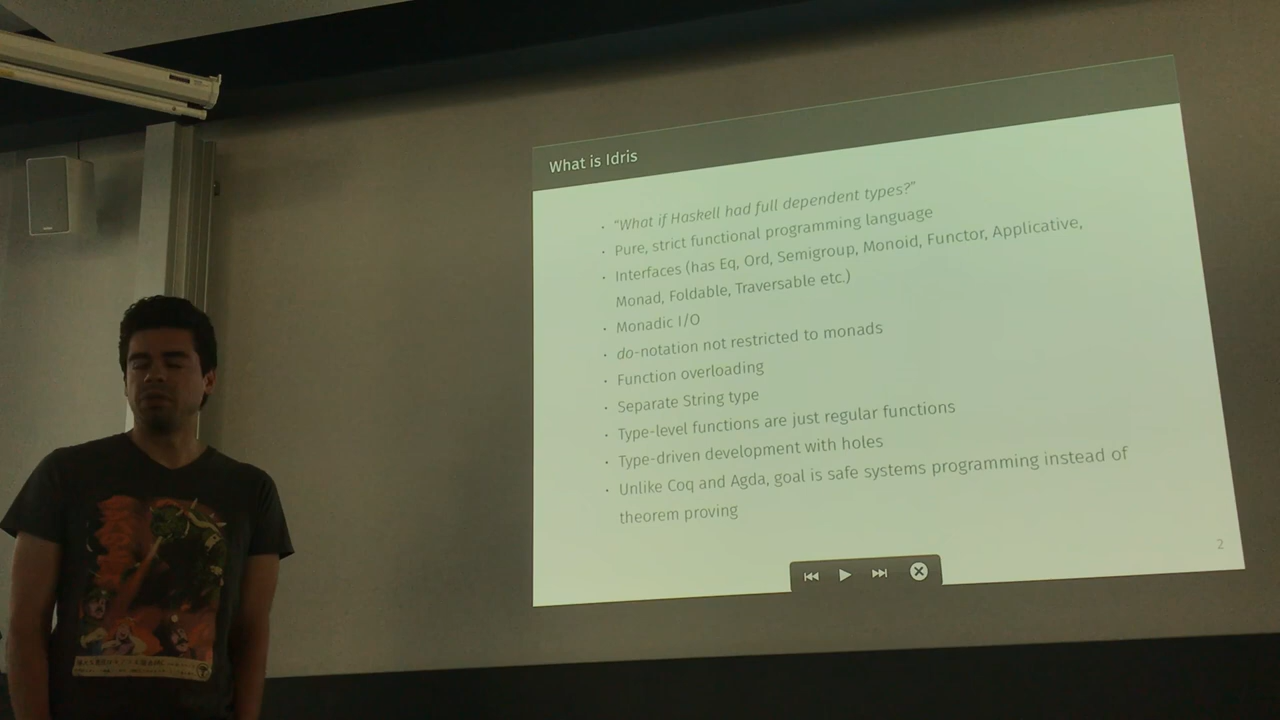 What is Idris
· "What if Haskell had full dependent types?"
· Pure, strict functional programming language
· Interfaces (has Eq, Ord, Semigroup, Monoid, Functor, Applicative,
Monad, Foldable, Traversable etc.)
· Monadic I/O
· do-notation not restricted to monads
· Function overloading
· Separate String type
· Type-level functions are just regular functions
· Type-driven development with holes
· Unlike Coq and Agda, goal is safe systems programming instead of
theorem proving
2